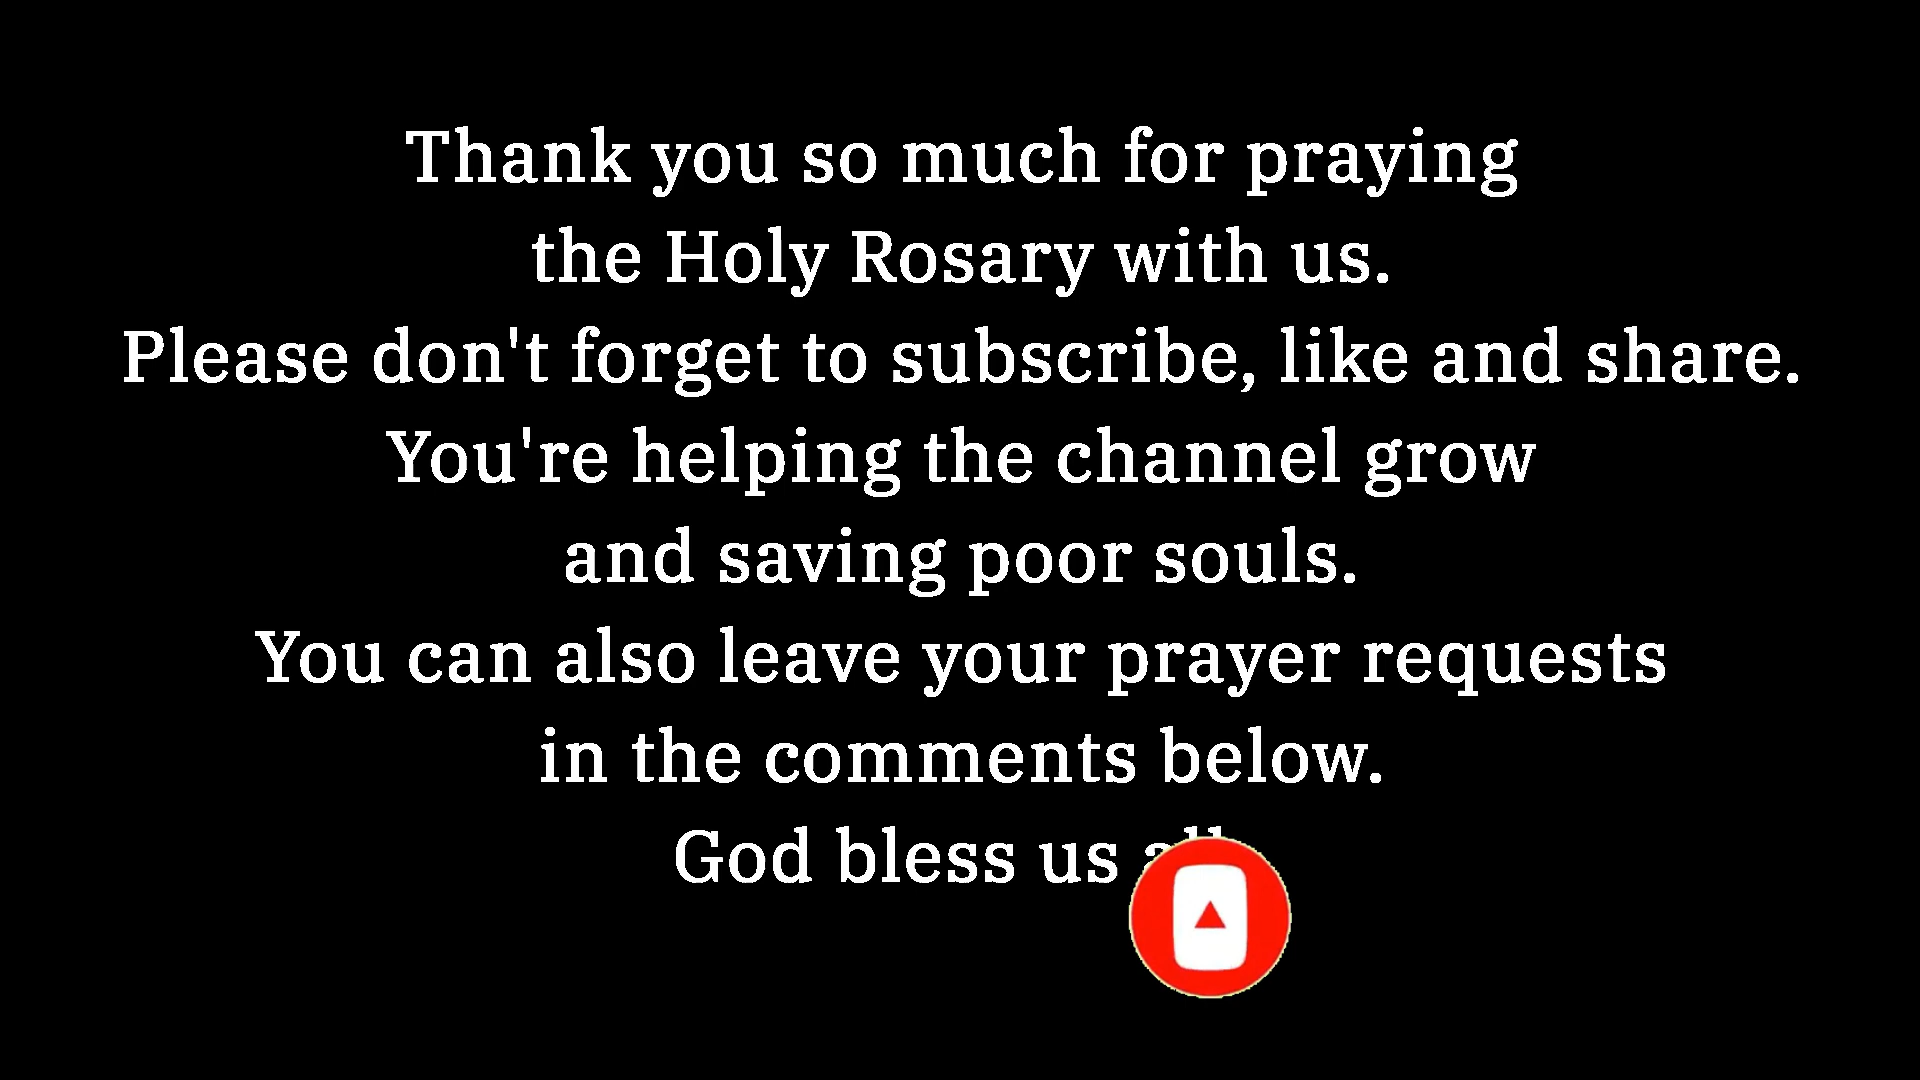 Thank you so much for praying
the Holy Rosary with us.
Please don't forget to subscribe, like and share.
You're helping the channel grow
and saving poor souls.
You can also leave your prayer requests
in the comments below.
God bless us